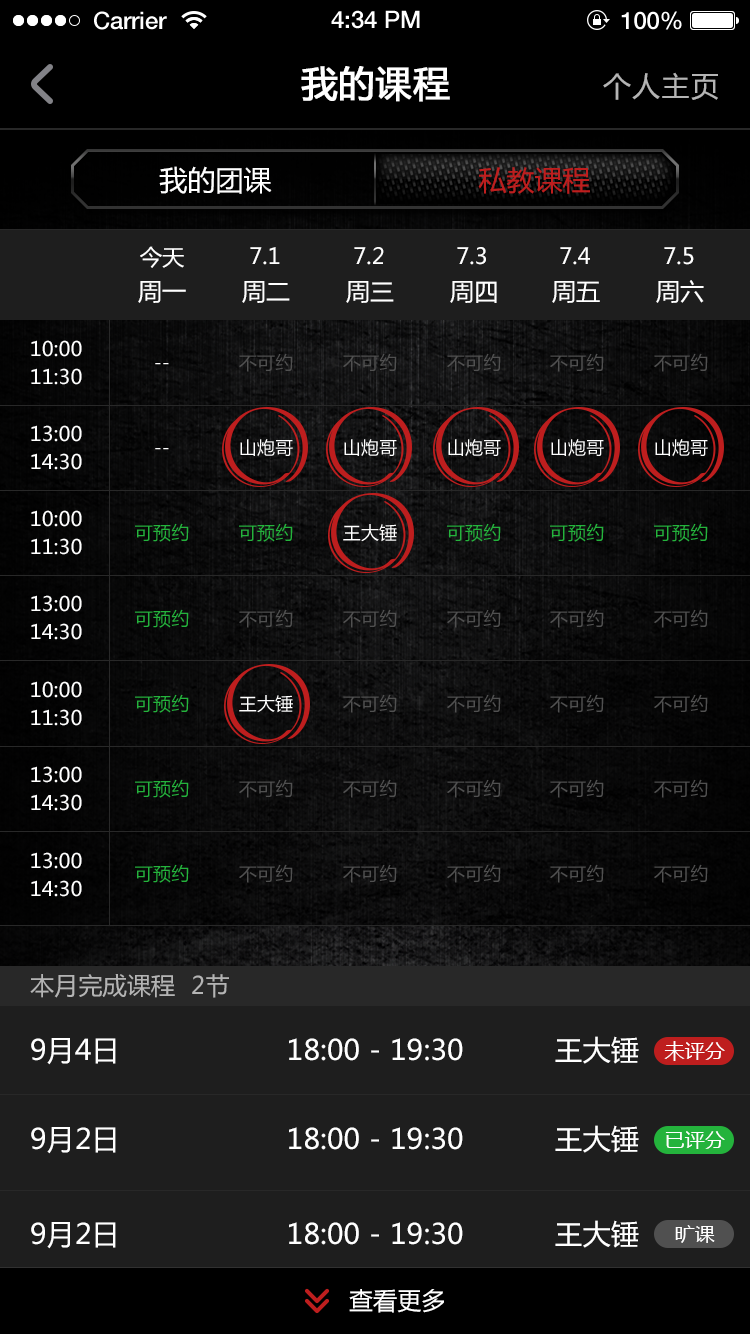 Carrier 4:34 PM 100%
我的课程 个人主页
我的团课 私教课程
今天 7.1 7.2 7.3 7.4 7.5
周一 周二 周三 周四 周五 周六
10:00
11:30
-- 不可约 不可约 不可约 不可约 不可约
13:00
14:30
-- 山炮哥 山炮哥 山炮哥 山炮哥 山炮哥
10:00
11:30
可预约 可预约 王大锤 可预约 可预约 可预约
13:00
14:30
可预约 不可约 不可约 不可约 不可约 不可约
10:00
11:30
可预约 王大锤 不可约 不可约 不可约 不可约
13:00
14:30
可预约 不可约 不可约 不可约 不可约 不可约
13:00
14:30
可预约 不可约 不可约 不可约 不可约 不可约
本月完成课程 2节
9月4日 18:00 - 19:30 王大锤 未评分
9月2日 18:00 - 19:30 王大锤 已评分
9月2日 18:00 - 19:30 王大锤 旷课
查看更多